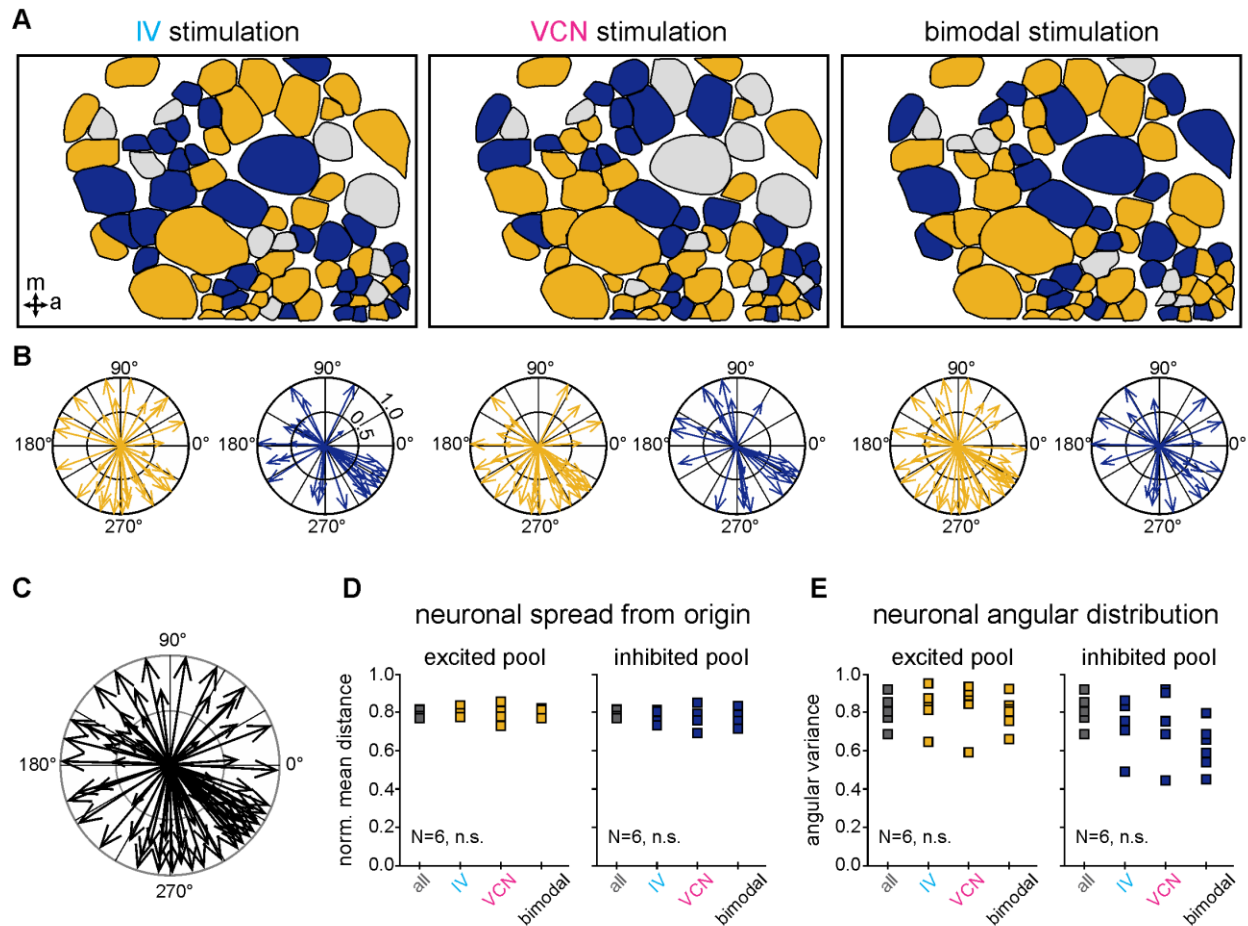 A
IV stimulation
VCN stimulation
bimodal stimulation
m
a
B
90°
90°
90°
90°
90°
90°
1.0
0.5
180°
0°
180°
0°
180°
0°
180°
0°
180°
0°
180°
0°
270°
270°
270°
270°
270°
270°
C
90°
180°
0°
270°
D
neuronal spread from origin
excited pool
inhibited pool
norm. mean distance
1.0
0.8
0.6
0.4
0.2
0.0
N=6, n.s.
N=6, n.s.
all
IV
VCN
bimodal
all
IV
VCN
bimodal
E
neuronal angular distribution
excited pool
inhibited pool
angular variance
1.0
0.8
0.6
0.4
0.2
0.0
N=6, n.s.
N=6, n.s.
all
IV
VCN
bimodal
all
IV
VCN
bimodal